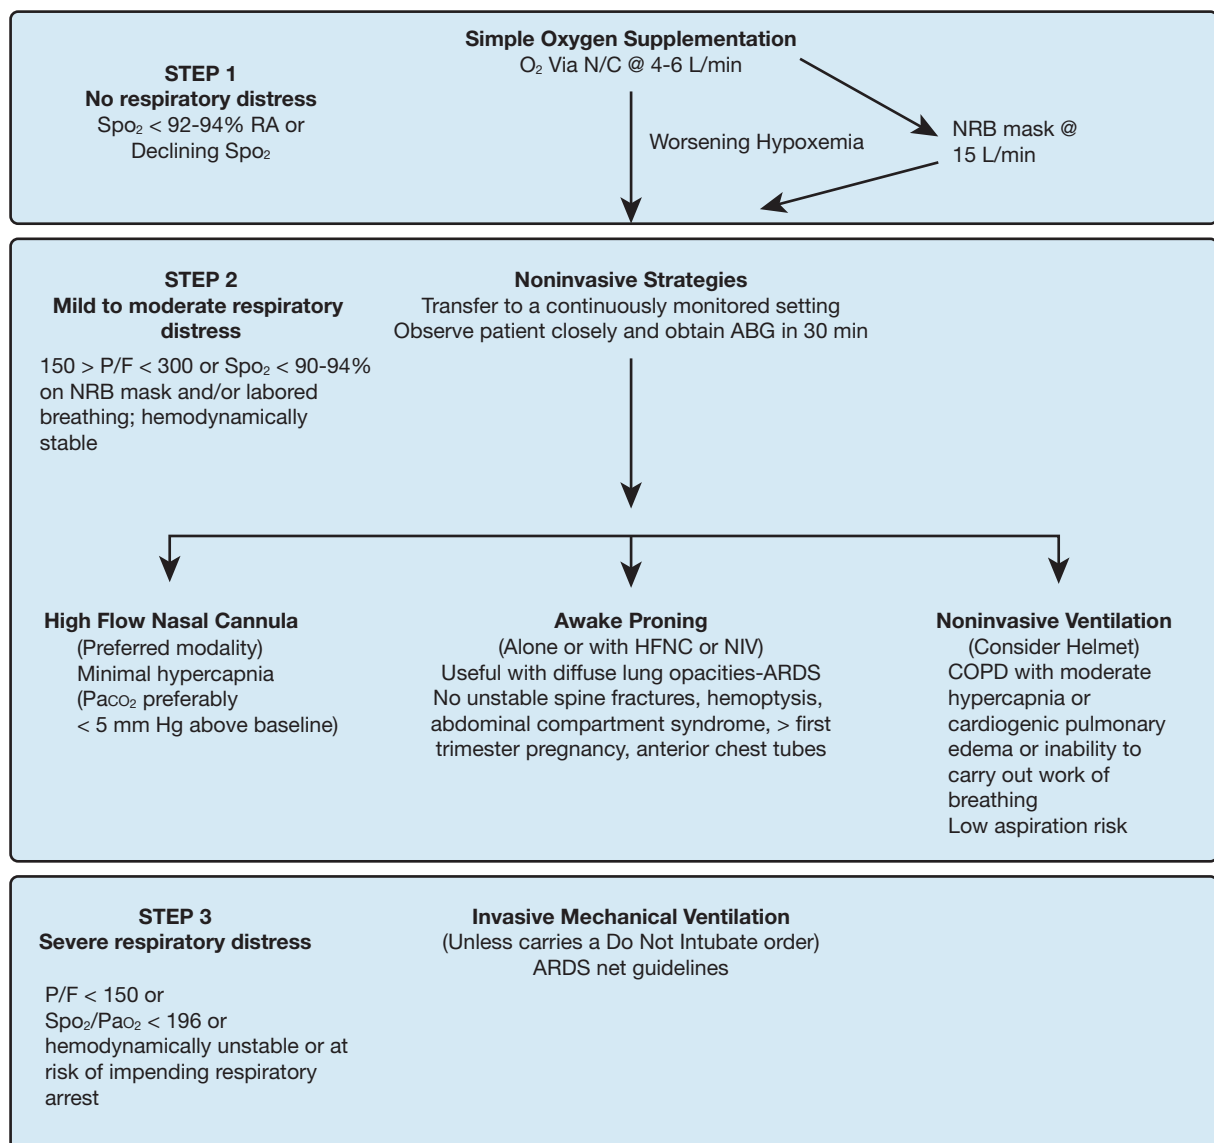 STEP 1
No respiratory distress
Spo₂ < 92-94% RA or
Declining Spo₂
Simple Oxygen Supplementation
O₂ Via N/C @ 4-6 L/min
Worsening Hypoxemia
NRB mask @
15 L/min
STEP 2
Mild to moderate respiratory
distress
150 > P/F < 300 or Spo₂ < 90-94%
on NRB mask and/or labored
breathing; hemodynamically
stable
Noninvasive Strategies
Transfer to a continuously monitored setting
Observe patient closely and obtain ABG in 30 min
High Flow Nasal Cannula
(Preferred modality)
Minimal hypercapnia
(Paco₂ preferably
< 5 mm Hg above baseline)
Awake Proning
(Alone or with HFNC or NIV)
Useful with diffuse lung opacities-ARDS
No unstable spine fractures, hemoptysis,
abdominal compartment syndrome, > first
trimester pregnancy, anterior chest tubes
Noninvasive Ventilation
(Consider Helmet)
COPD with moderate
hypercapnia or
cardiogenic pulmonary
edema or inability to
carry out work of
breathing
Low aspiration risk
STEP 3
Severe respiratory distress
P/F < 150 or
Spo₂/Pao₂ < 196 or
hemodynamically unstable or at
risk of impending respiratory
arrest
Invasive Mechanical Ventilation
(Unless carries a Do Not Intubate order)
ARDS net guidelines